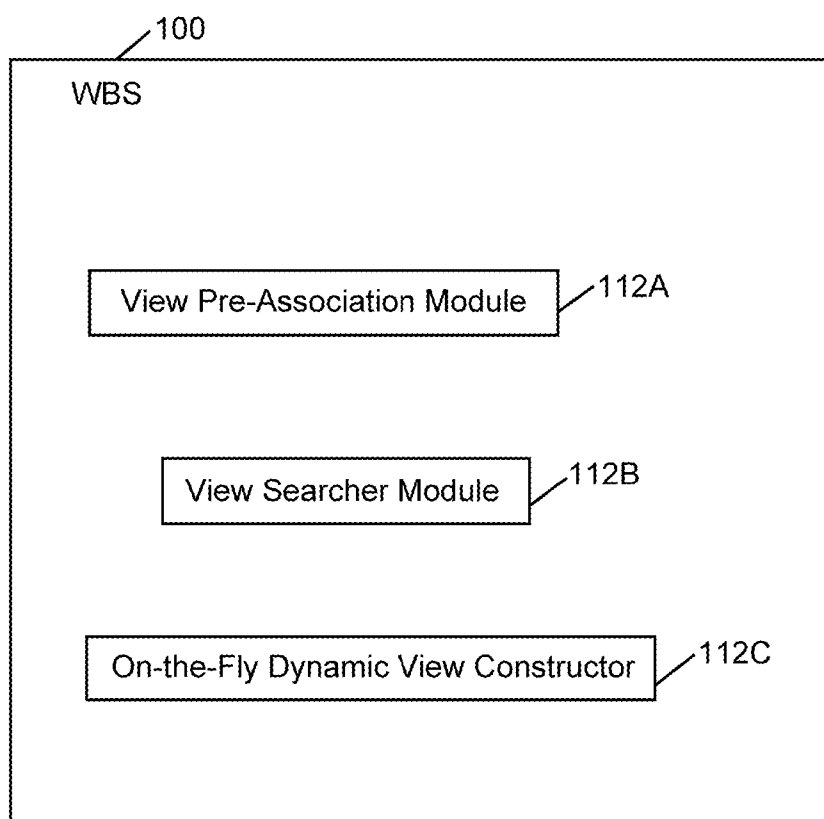 100
WBS
View Pre-Association Module
112A
View Searcher Module
112B
On-the-Fly Dynamic View Constructor
112C